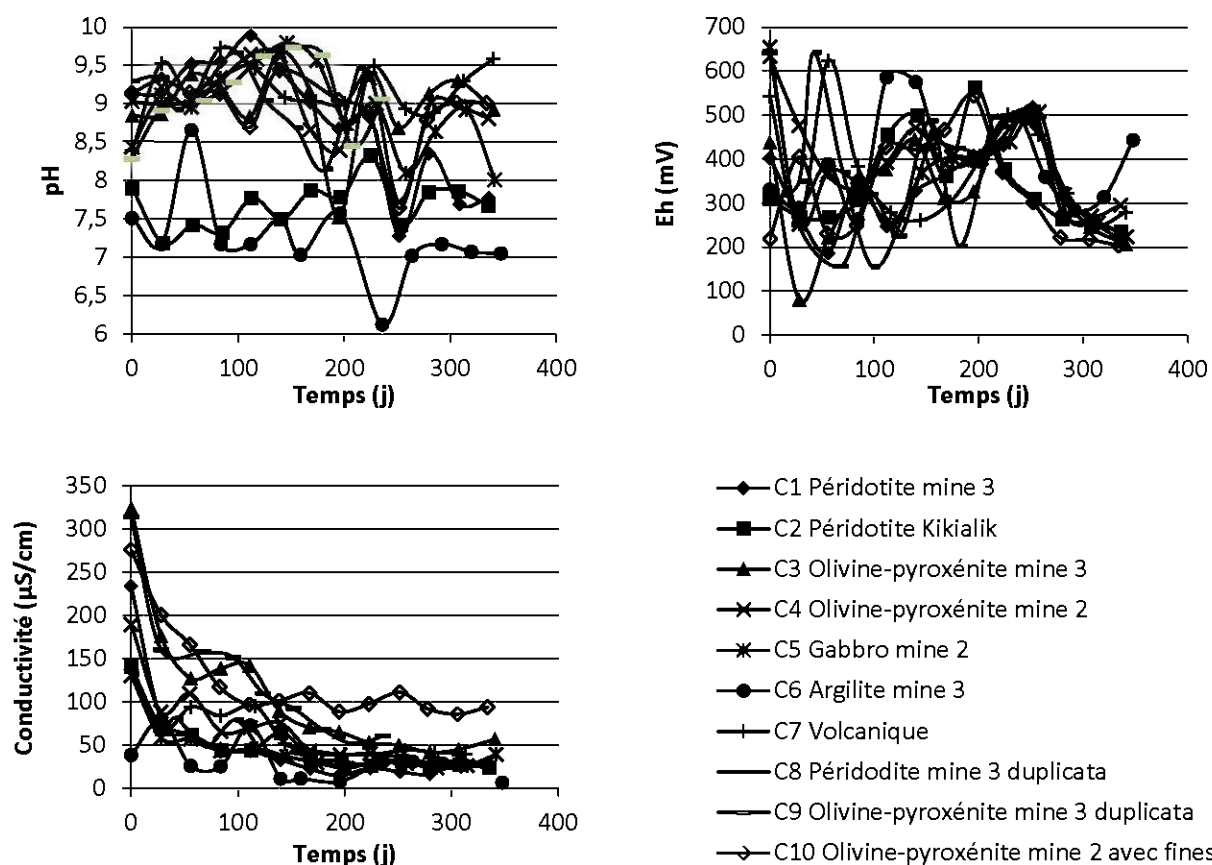 10
9,5
9
8,5
8
7,5
7
6,5
6
pH
0
100
200
300
400
Temps (j)
700
600
500
400
300
200
100
0
Eh (mV)
0
100
200
300
400
Temps (j)
350
300
250
200
150
100
50
0
Conductivité (µS/cm)
0
100
200
300
400
Temps (j)
C1 Péridotite mine 3
C2 Péridotite Kikialik
C3 Olivine-pyroxénite mine 3
C4 Olivine-pyroxénite mine 2
C5 Gabbro mine 2
C6 Argilite mine 3
C7 Volcanique
C8 Péridodite mine 3 duplicata
C9 Olivine-pyroxénite mine 3 duplicata
C10 Olivine-pyroxénite mine 2 avec fines